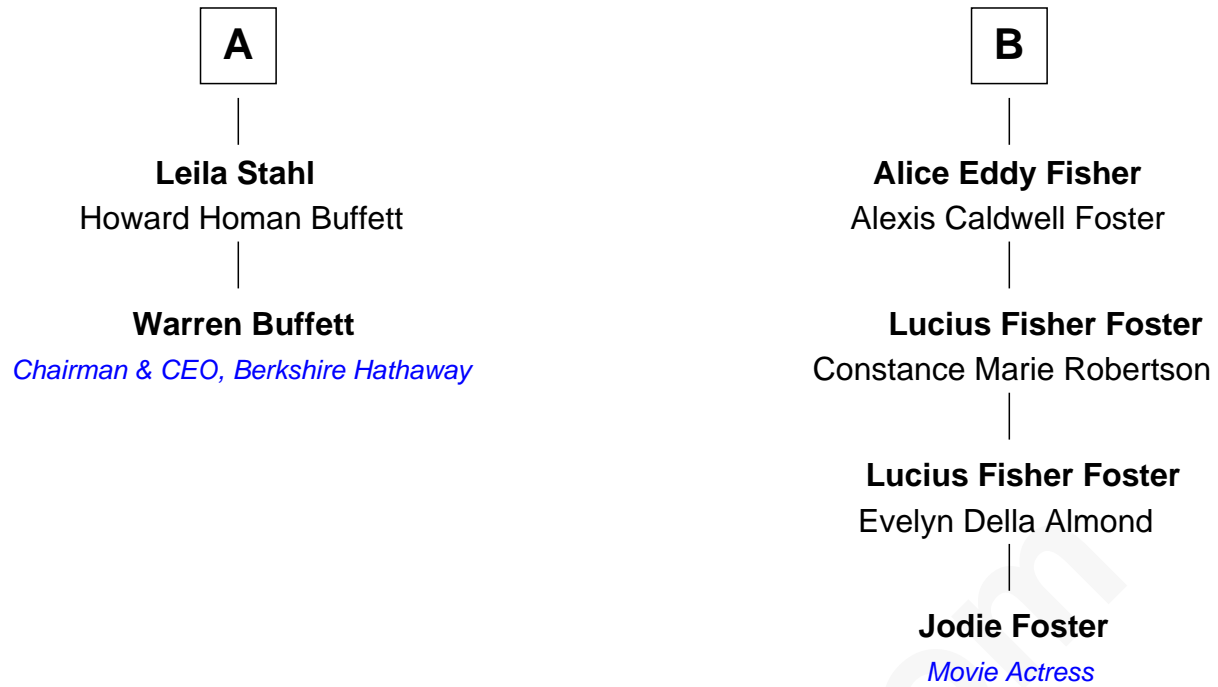 A
Leila Stahl
Howard Homan Buffett
Warren Buffett
Chairman & CEO, Berkshire Hathaway
B
Alice Eddy Fisher
Alexis Caldwell Foster
Lucius Fisher Foster
Constance Marie Robertson
Lucius Fisher Foster
Evelyn Della Almond
Jodie Foster
Movie Actress